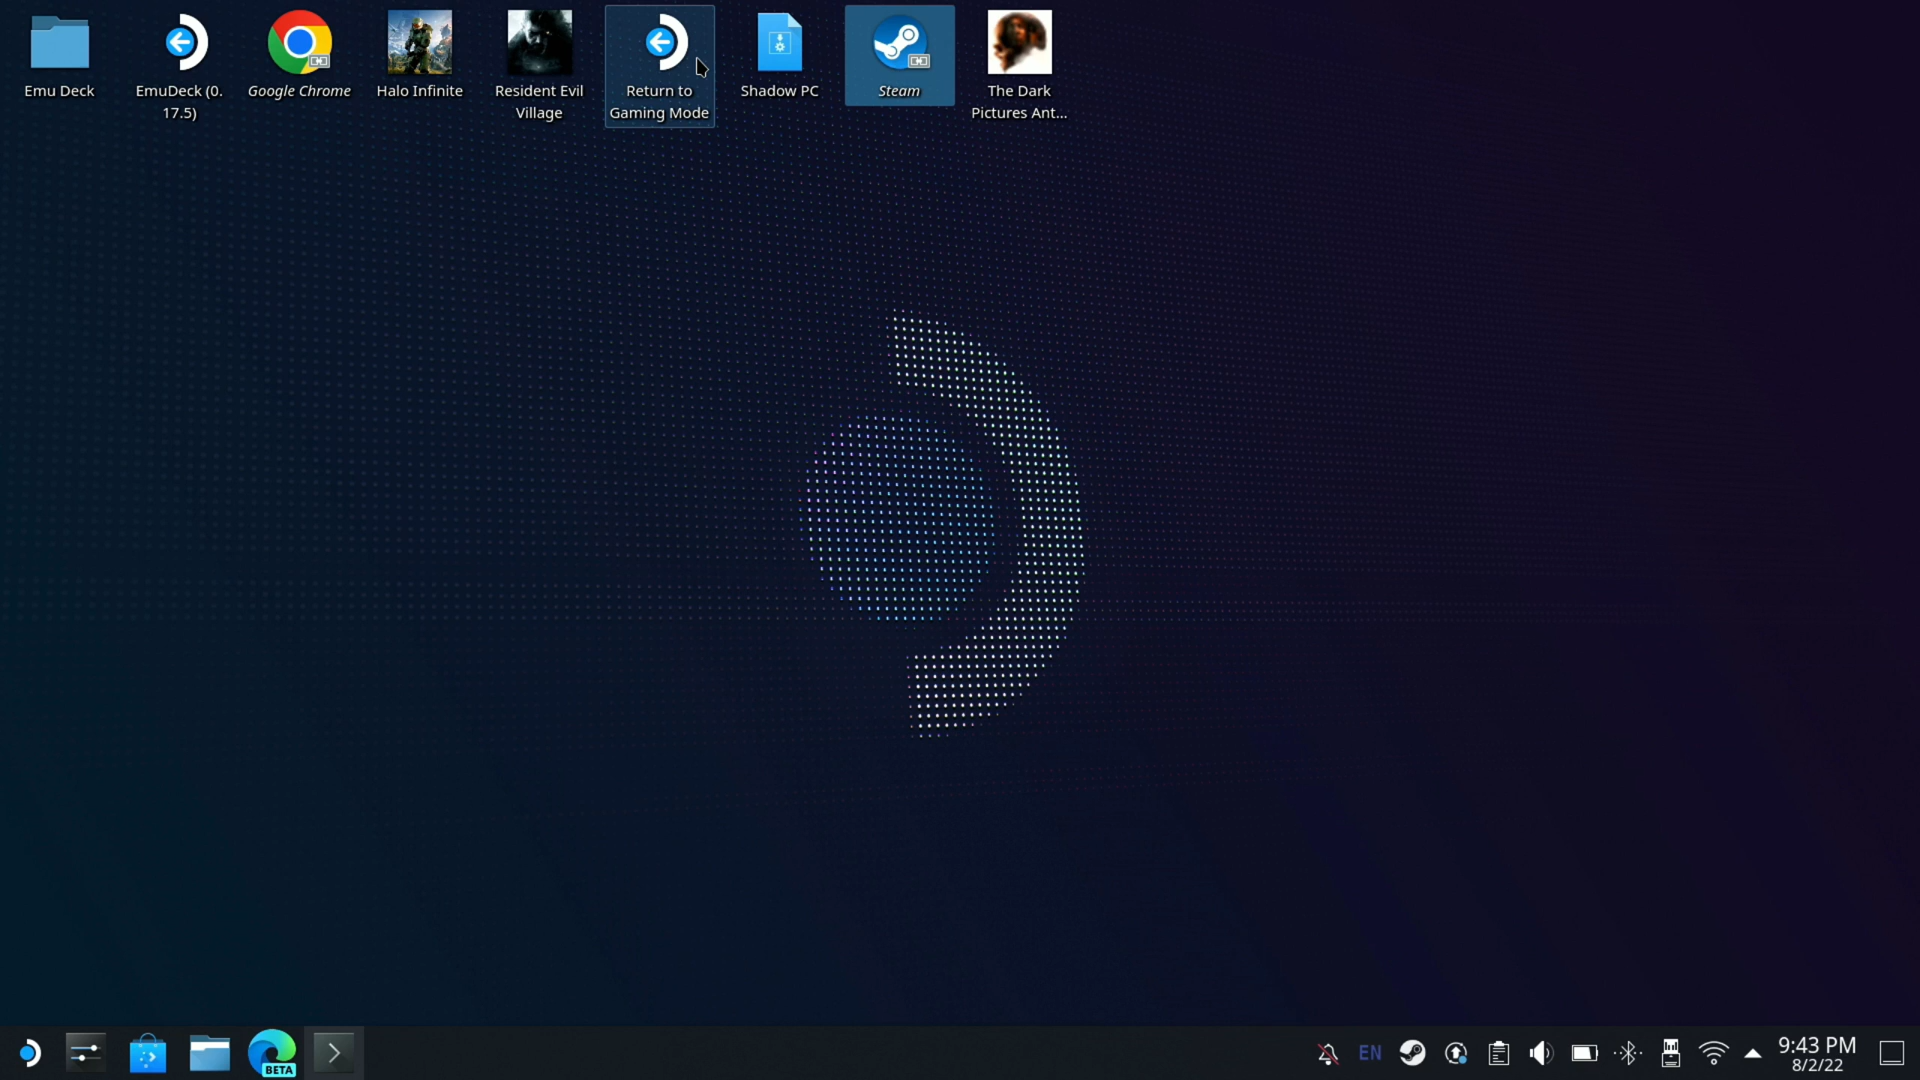 Emu Deck
EmuDeck (0.
17.5)
Google Chrome
Halo Infinite
Resident Evil
Village
Return to
Gaming Mode
Shadow PC
Steam
The Dark
Pictures Ant...
BETA
EN
9:43 PM
8/2/22